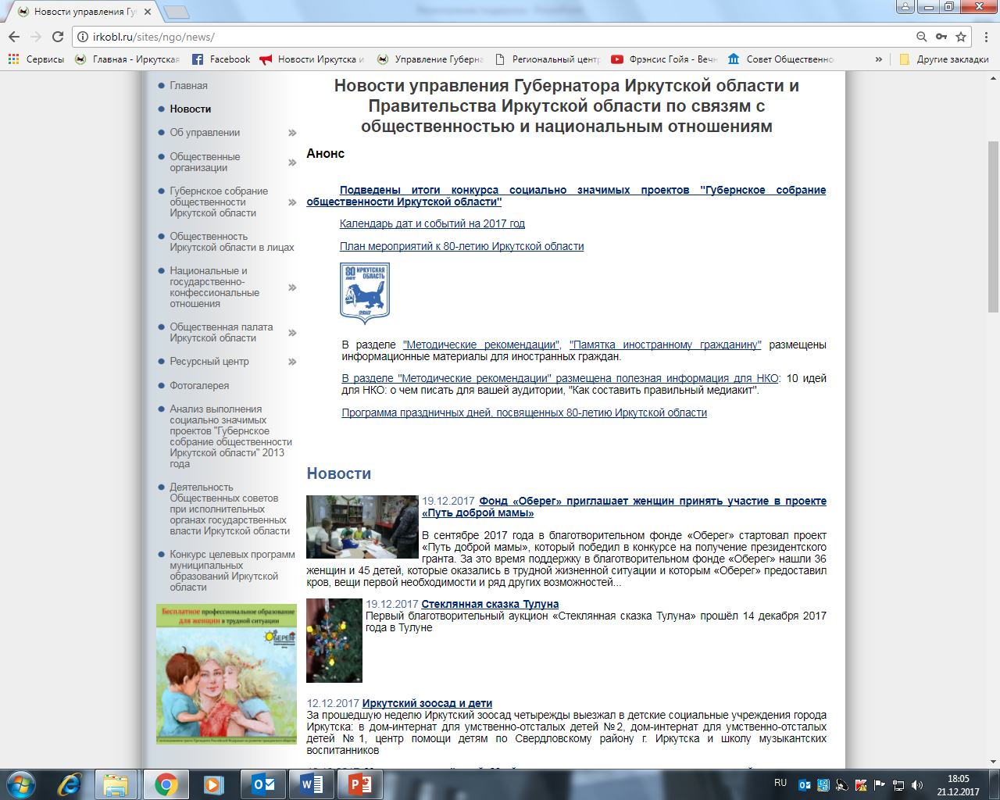 Новости управления Гу
irkobl.ru/sites/ngo/news/
Сервисы
Главная - Иркутская
Facebook
Новости Иркутска и
Управление Губерна
Региональный центр
Фрэнсис Гойя - Вечн
Совет Общественно
»
Другие закладки
Главная
Новости
Об управлении
Общественные
организации
Губернское собрание
общественности
Иркутской области
Общественность
Иркутской области в лицах
Национальные и
государственно-
конфессиональные
отношения
Общественная палата
Иркутской области
Ресурсный центр
Фотогалерея
Анализ выполнения
социально значимых
проектов "Губернское
собрание общественности
Иркутской области" 2013
года
Деятельность
Общественных советов
при исполнительных
органах государственных
власти Иркутской области
Конкурс целевых программ
муниципальных
образований Иркутской
области
Бесплатное профессиональное образование
для женщин в трудной ситуации
ОБЕРЕГ
Новости управления Губернатора Иркутской области и
Правительства Иркутской области по связям с
общественностью и национальным отношениям
Анонс
Подведены итоги конкурса социально значимых проектов "Губернское собрание
общественности Иркутской области"
Календарь дат и событий на 2017 год
План мероприятий к 80-летию Иркутской области
80 ИРКУТСКАЯ
ЛЕТ ОБЛАСТЬ
2017
В разделе "Методические рекомендации", "Памятка иностранному гражданину" размещены
информационные материалы для иностранных граждан.
В разделе "Методические рекомендации" размещена полезная информация для НКО: 10 идей
для НКО: о чем писать для вашей аудитории, "Как составить правильный медиакит".
Программа праздничных дней, посвященных 80-летию Иркутской области
Новости
19.12.2017 Фонд «Оберег» приглашает женщин принять участие в проекте
«Путь доброй мамы»
В сентябре 2017 года в благотворительном фонде «Оберег» стартовал проект
«Путь доброй мамы», который победил в конкурсе на получение президентского
гранта. За это время поддержку в благотворительном фонде «Оберег» нашли 36
женщин и 45 детей, которые оказались в трудной жизненной ситуации и которым «Оберег» предоставил
кров, вещи первой необходимости и ряд других возможностей...
19.12.2017 Стеклянная сказка Тулуна
Первый благотворительный аукцион «Стеклянная сказка Тулуна» прошёл 14 декабря 2017
года в Тулуне
12.12.2017 Иркутский зоосад и дети
За прошедшую неделю Иркутский зоосад четырежды выезжал в детские социальные учреждения города
Иркутска: в дом-интернат для умственно-отсталых детей №2, дом-интернат для умственно-отсталых
детей №1, центр помощи детям по Свердловскому району г. Иркутска и школу музыкантских
воспитанников
RU
18:05
21.12.2017